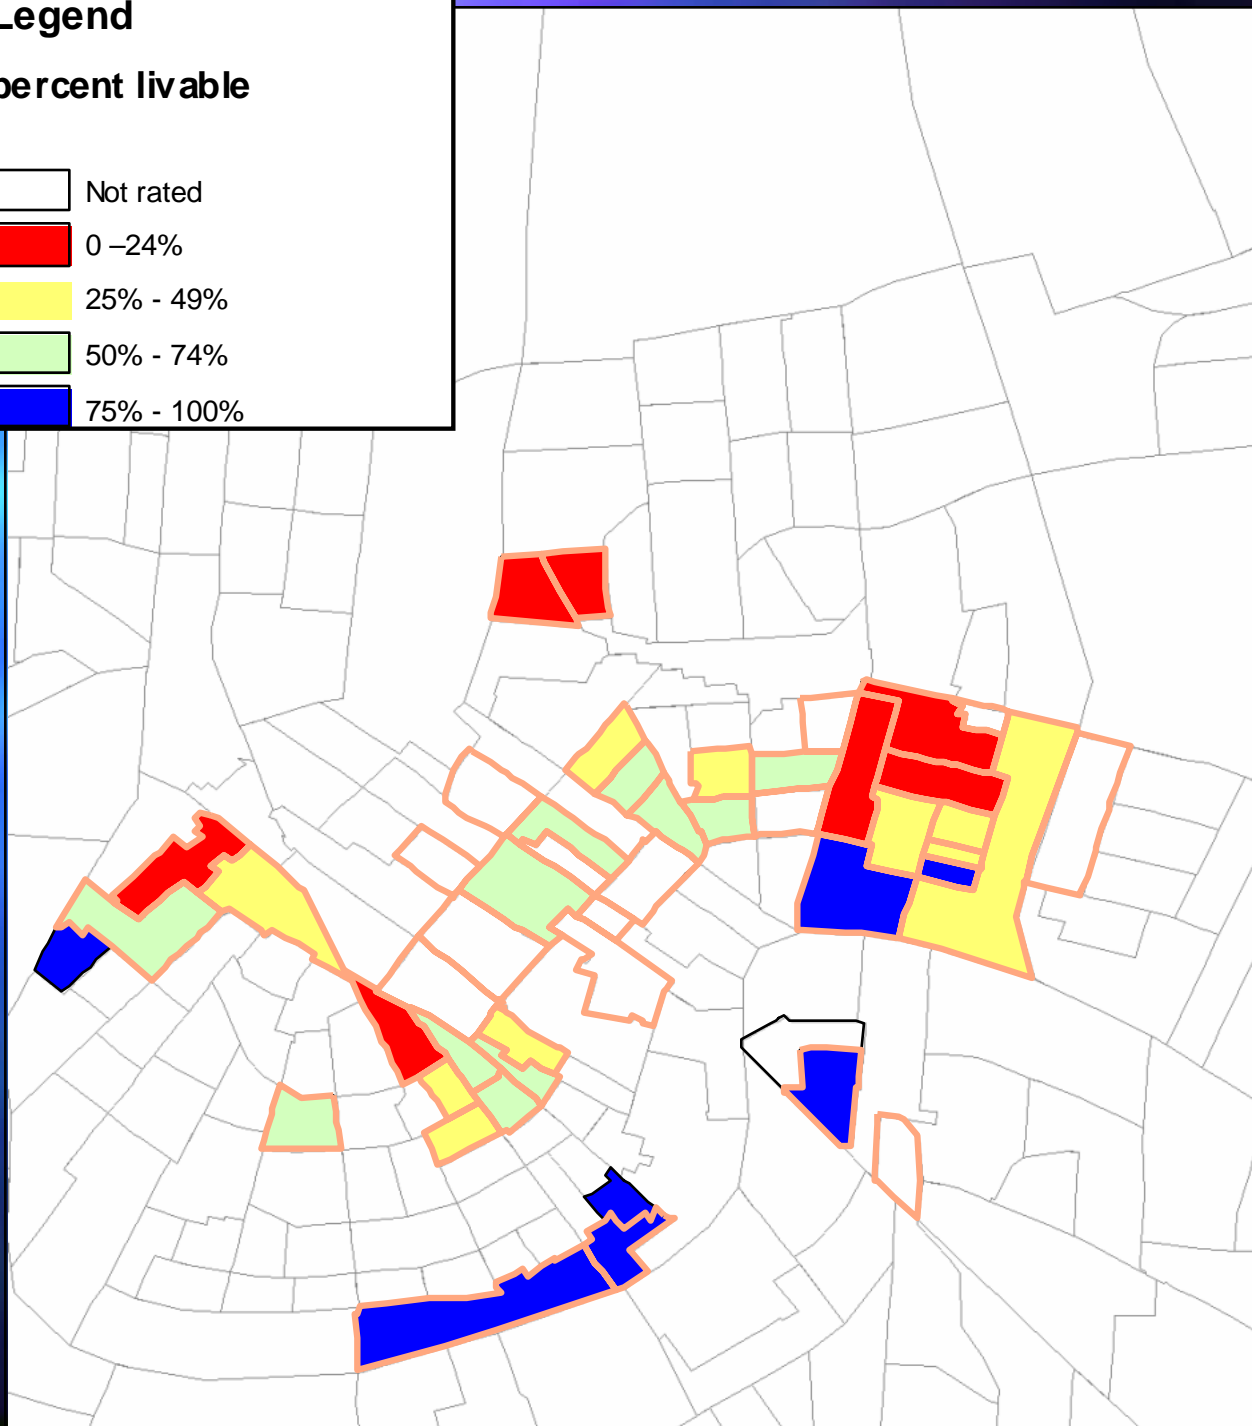 Legend
percent livable
Not rated
0 –24%
25% - 49%
50% - 74%
75% - 100%